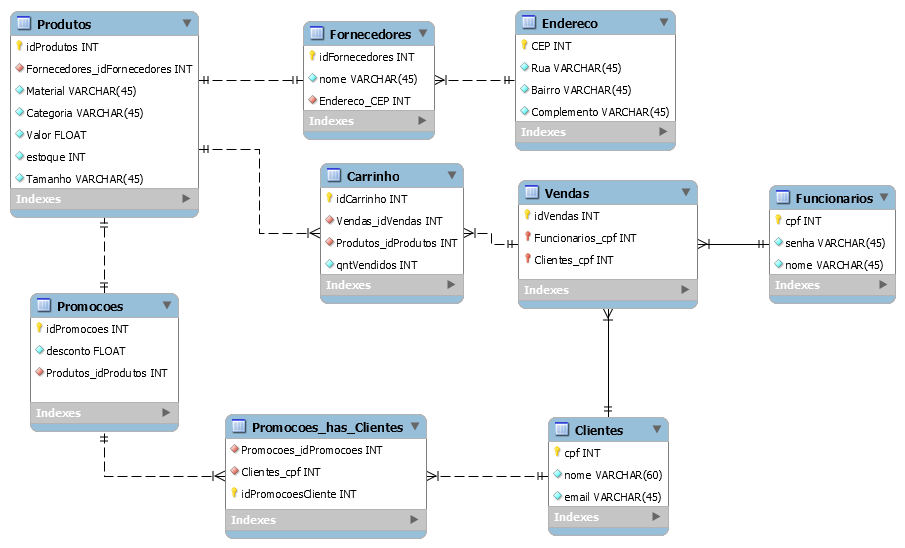 Produtos
idProdutos INT
Fornecedores_idFornecedores INT
Material VARCHAR(45)
Categoria VARCHAR(45)
Valor FLOAT
estoque INT
Tamanho VARCHAR(45)
Indexes
Fornecedores
idFornecedores INT
nome VARCHAR(45)
Endereco_CEP INT
Indexes
Endereco
CEP INT
Rua VARCHAR(45)
Bairro VARCHAR(45)
Complemento VARCHAR(45)
Indexes
Carrinho
idCarrinho INT
Vendas_idVendas INT
Produtos_idProdutos INT
qntVendidos INT
Indexes
Vendas
idVendas INT
Funcionarios_cpf INT
Clientes_cpf INT
Indexes
Funcionarios
cpf INT
senha VARCHAR(45)
nome VARCHAR(45)
Indexes
Promocoes
idPromocoes INT
desconto FLOAT
Produtos_idProdutos INT
Indexes
Promocoes_has_Clientes
Promocoes_idPromocoes INT
Clientes_cpf INT
idPromocoesCliente INT
Indexes
Clientes
cpf INT
nome VARCHAR(60)
email VARCHAR(45)
Indexes